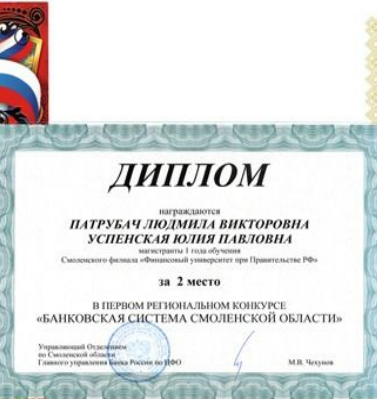 ДИПЛОМ
награждаются
ПАТРУБАЧ ЛЮДМИЛА ВИКТОРОВНА
УСПЕНСКАЯ ЮЛИЯ ПАВЛОВНА
магистранты 1 года обучения
Смоленского филиала «Финансовый университет при Правительстве РФ»
за 2 место
В ПЕРВОМ РЕГИОНАЛЬНОМ КОНКУРСЕ
«БАНКОВСКАЯ СИСТЕМА СМОЛЕНСКОЙ ОБЛАСТИ»
Управляющий Отделением
по Смоленской области
Главного управления Банка России по ЦФО
М.В. Чехунов